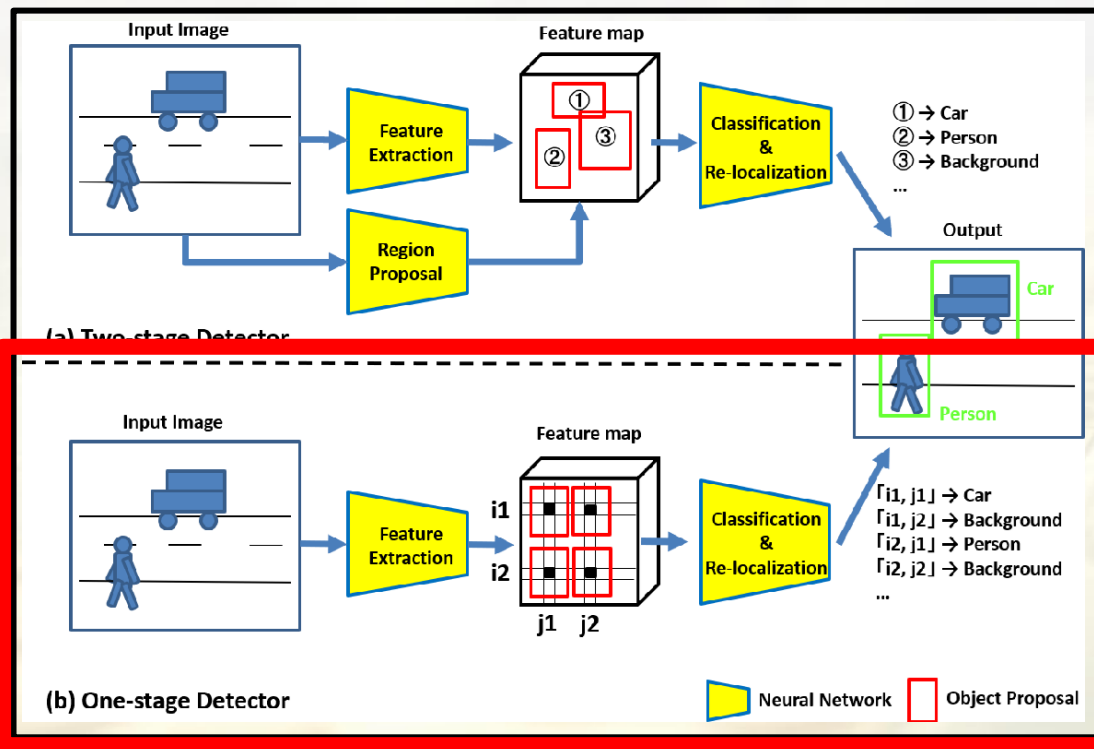 Input Image
Feature map
Feature
Extraction
①
②
③
Classification
&
Re-localization
① → Car
② → Person
③ → Background
...
Region
Proposal
Output
Car
Person
(a) Two-stage Detector
Input Image
Feature map
Feature
Extraction
i1
i2
j1 j2
Classification
&
Re-localization
「i1, j1」 → Car
「i1, j2」 → Background
「i2, j1」 → Person
「i2, j2」 → Background
...
(b) One-stage Detector
Neural Network
Object Proposal